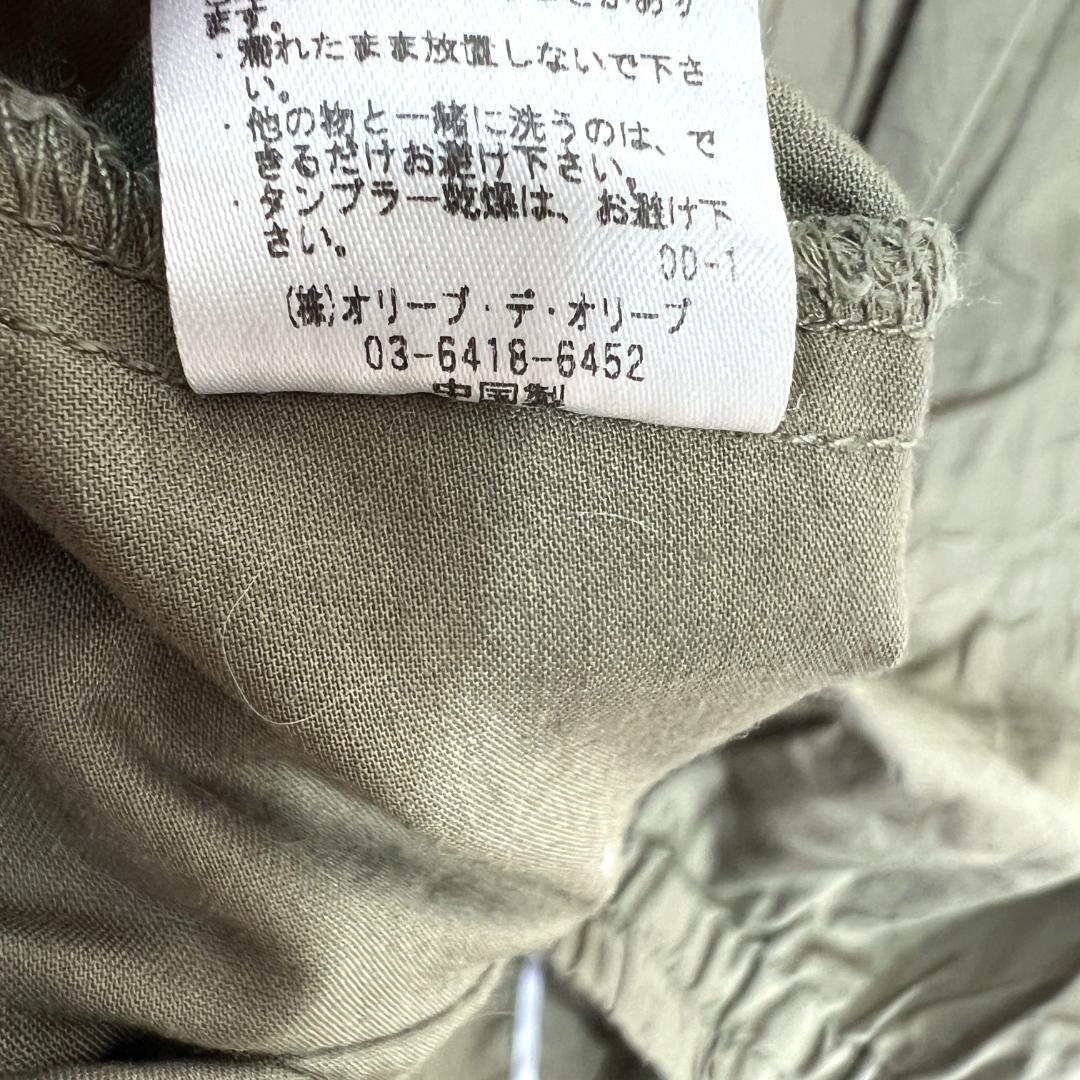 ます。
・濡れたまま放置しないで下さ
い。
・他の物と一緒に洗うのは、で
きるだけお避け下さい。
・タンブラー乾燥は、お避け下
さい。
00-1
(株)オリーブ・デ・オリーブ
03-6418-6452
中国製